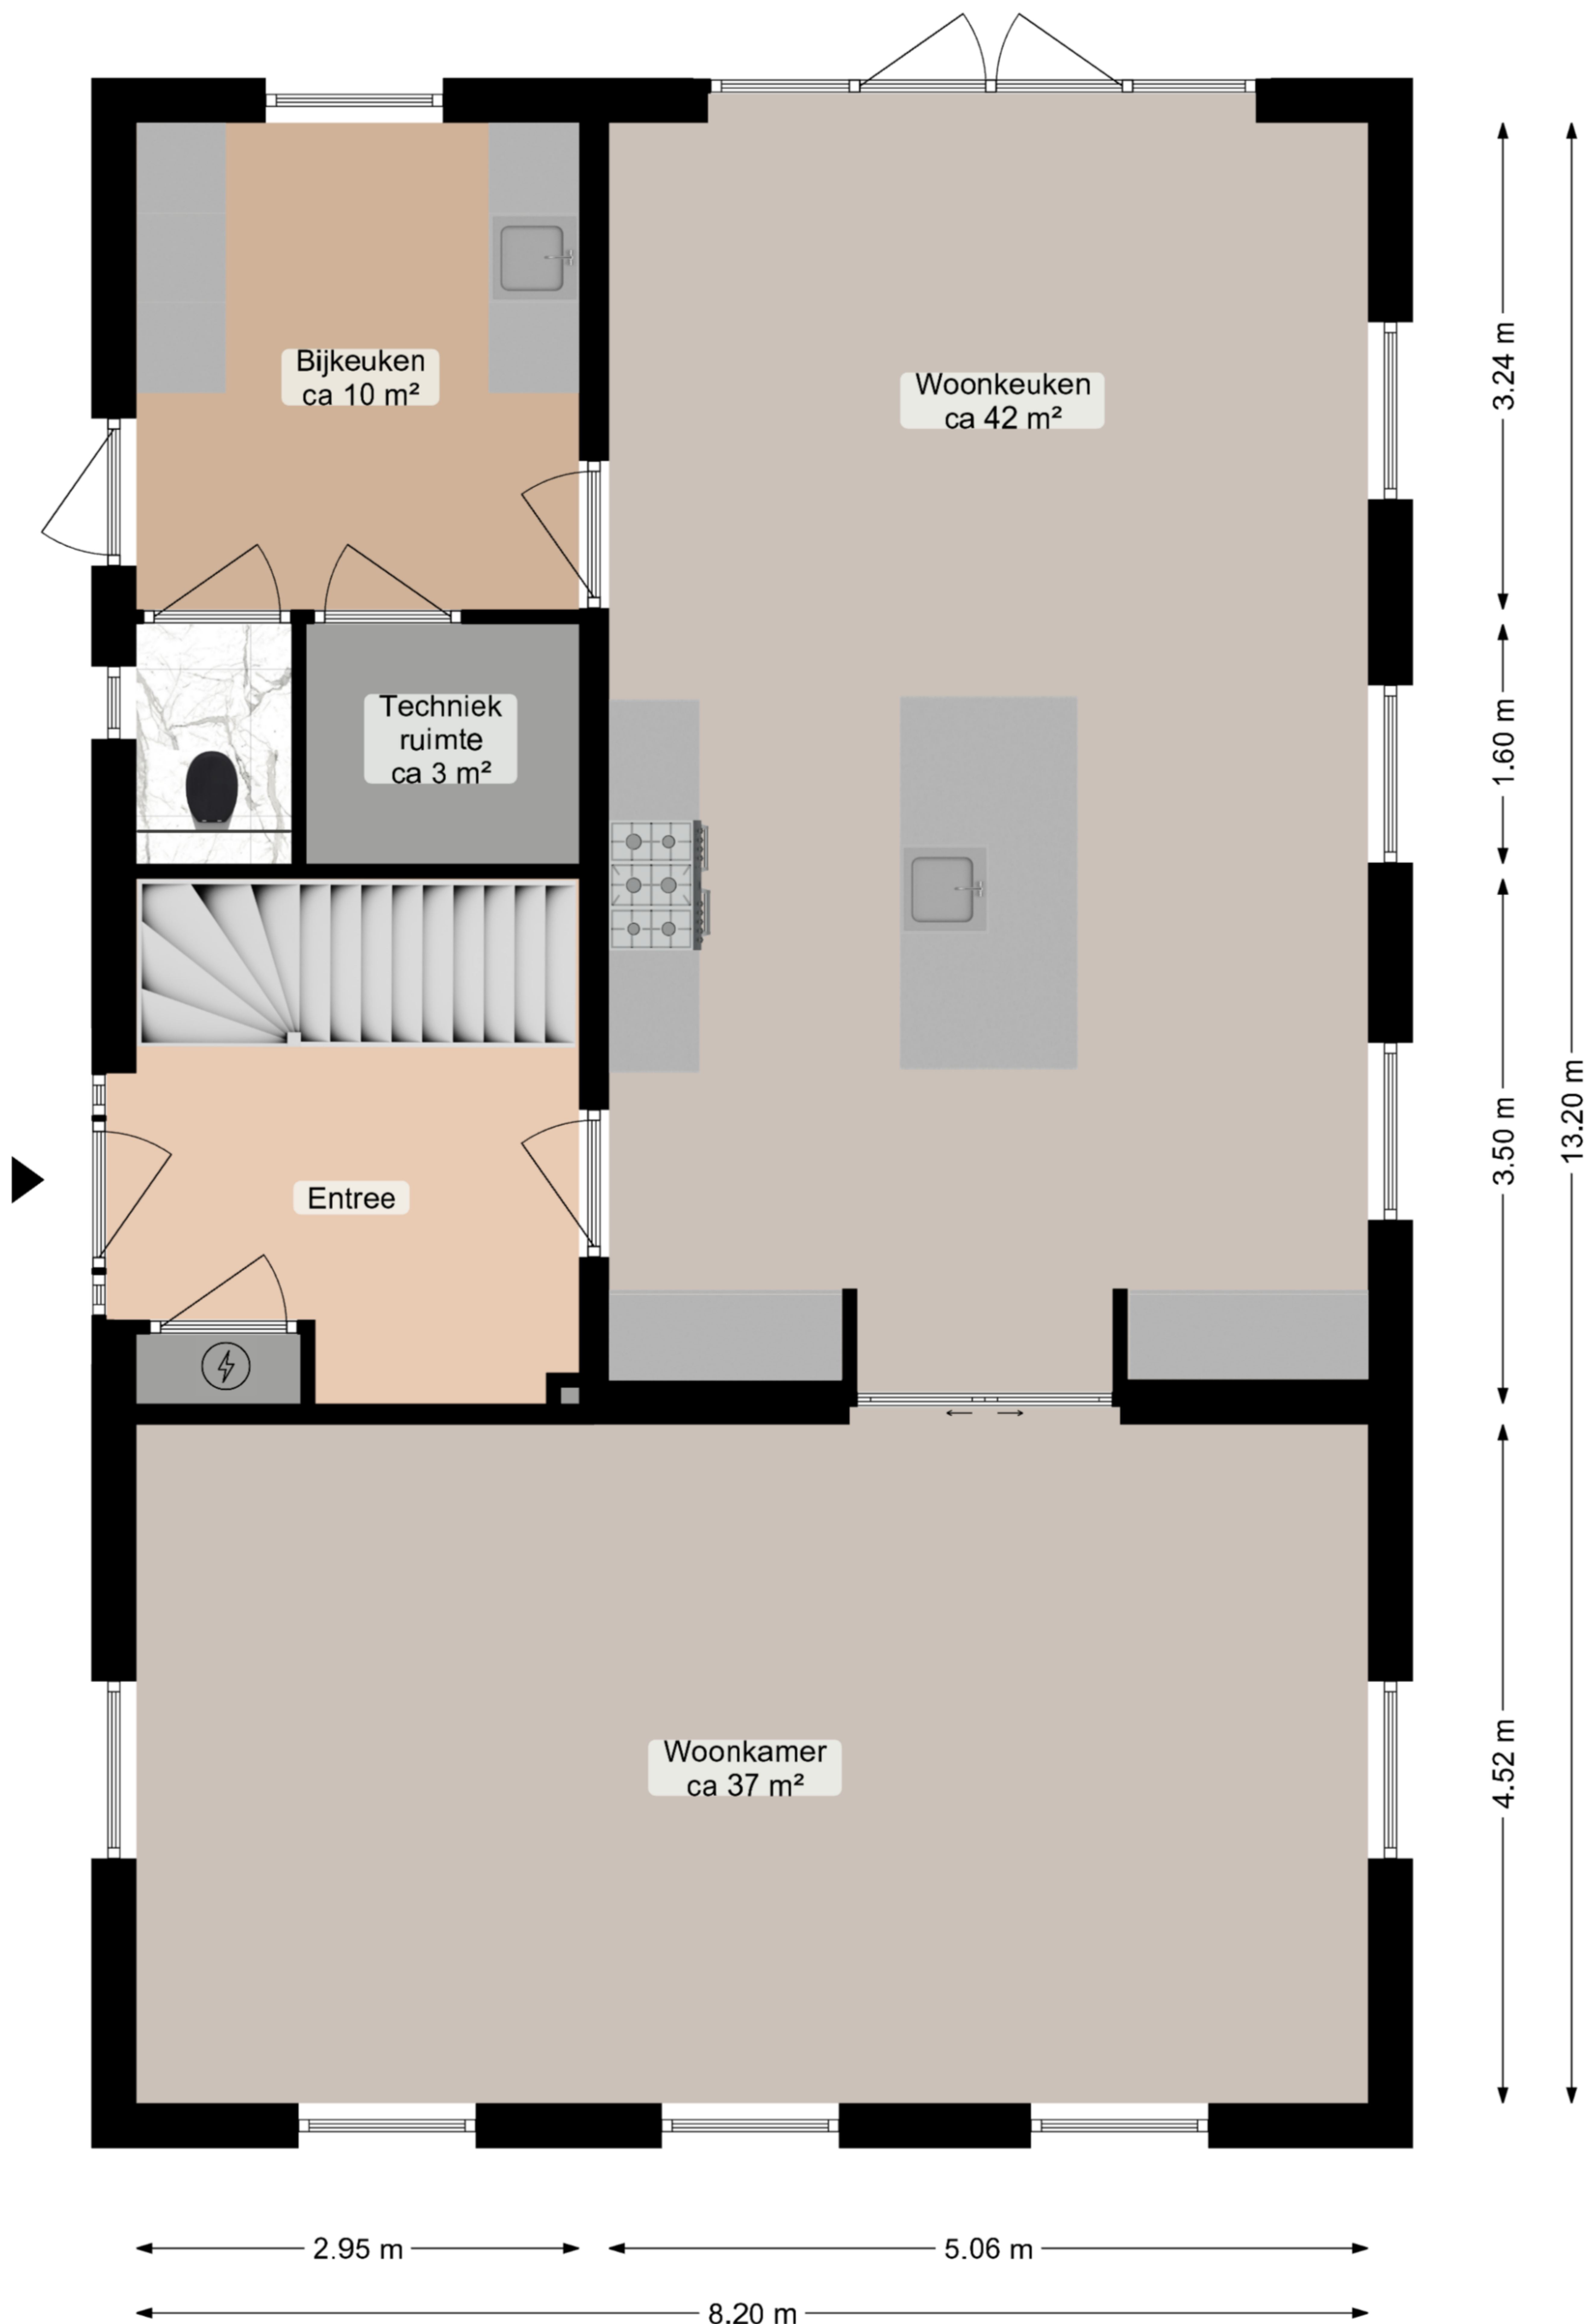 Bijkeuken
ca 10 m²
Woonkeuken
ca 42 m²
3.24 m
Techniek
ruimte
ca 3 m²
1.60 m
13.20 m
3.50 m
Entree
Woonkamer
ca 37 m²
4.52 m
2.95 m
5.06 m
8.20 m